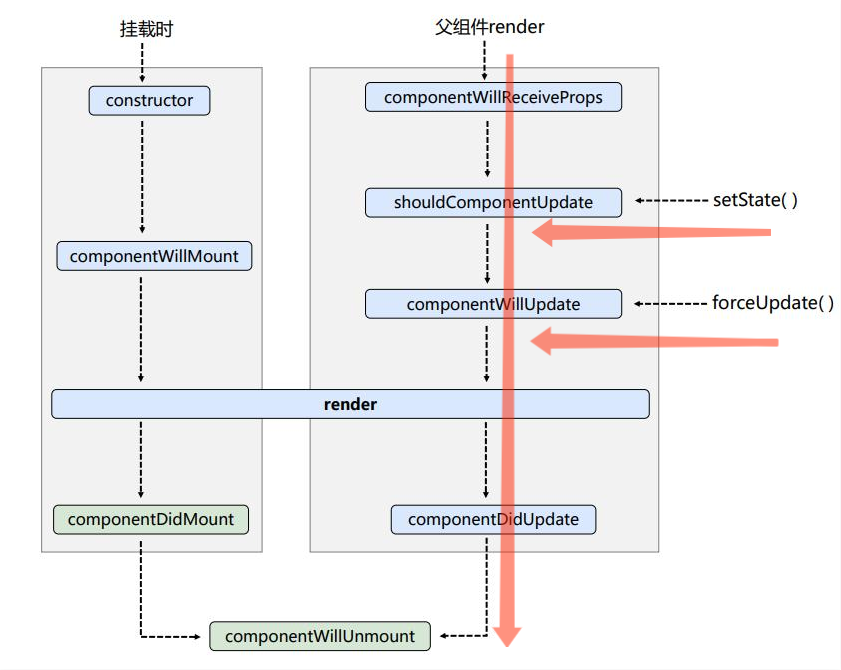 挂载时
父组件render
constructor
componentWillReceiveProps
shouldComponentUpdate
setState( )
componentWillMount
componentWillUpdate
forceUpdate( )
render
componentDidMount
componentDidUpdate
componentWillUnmount